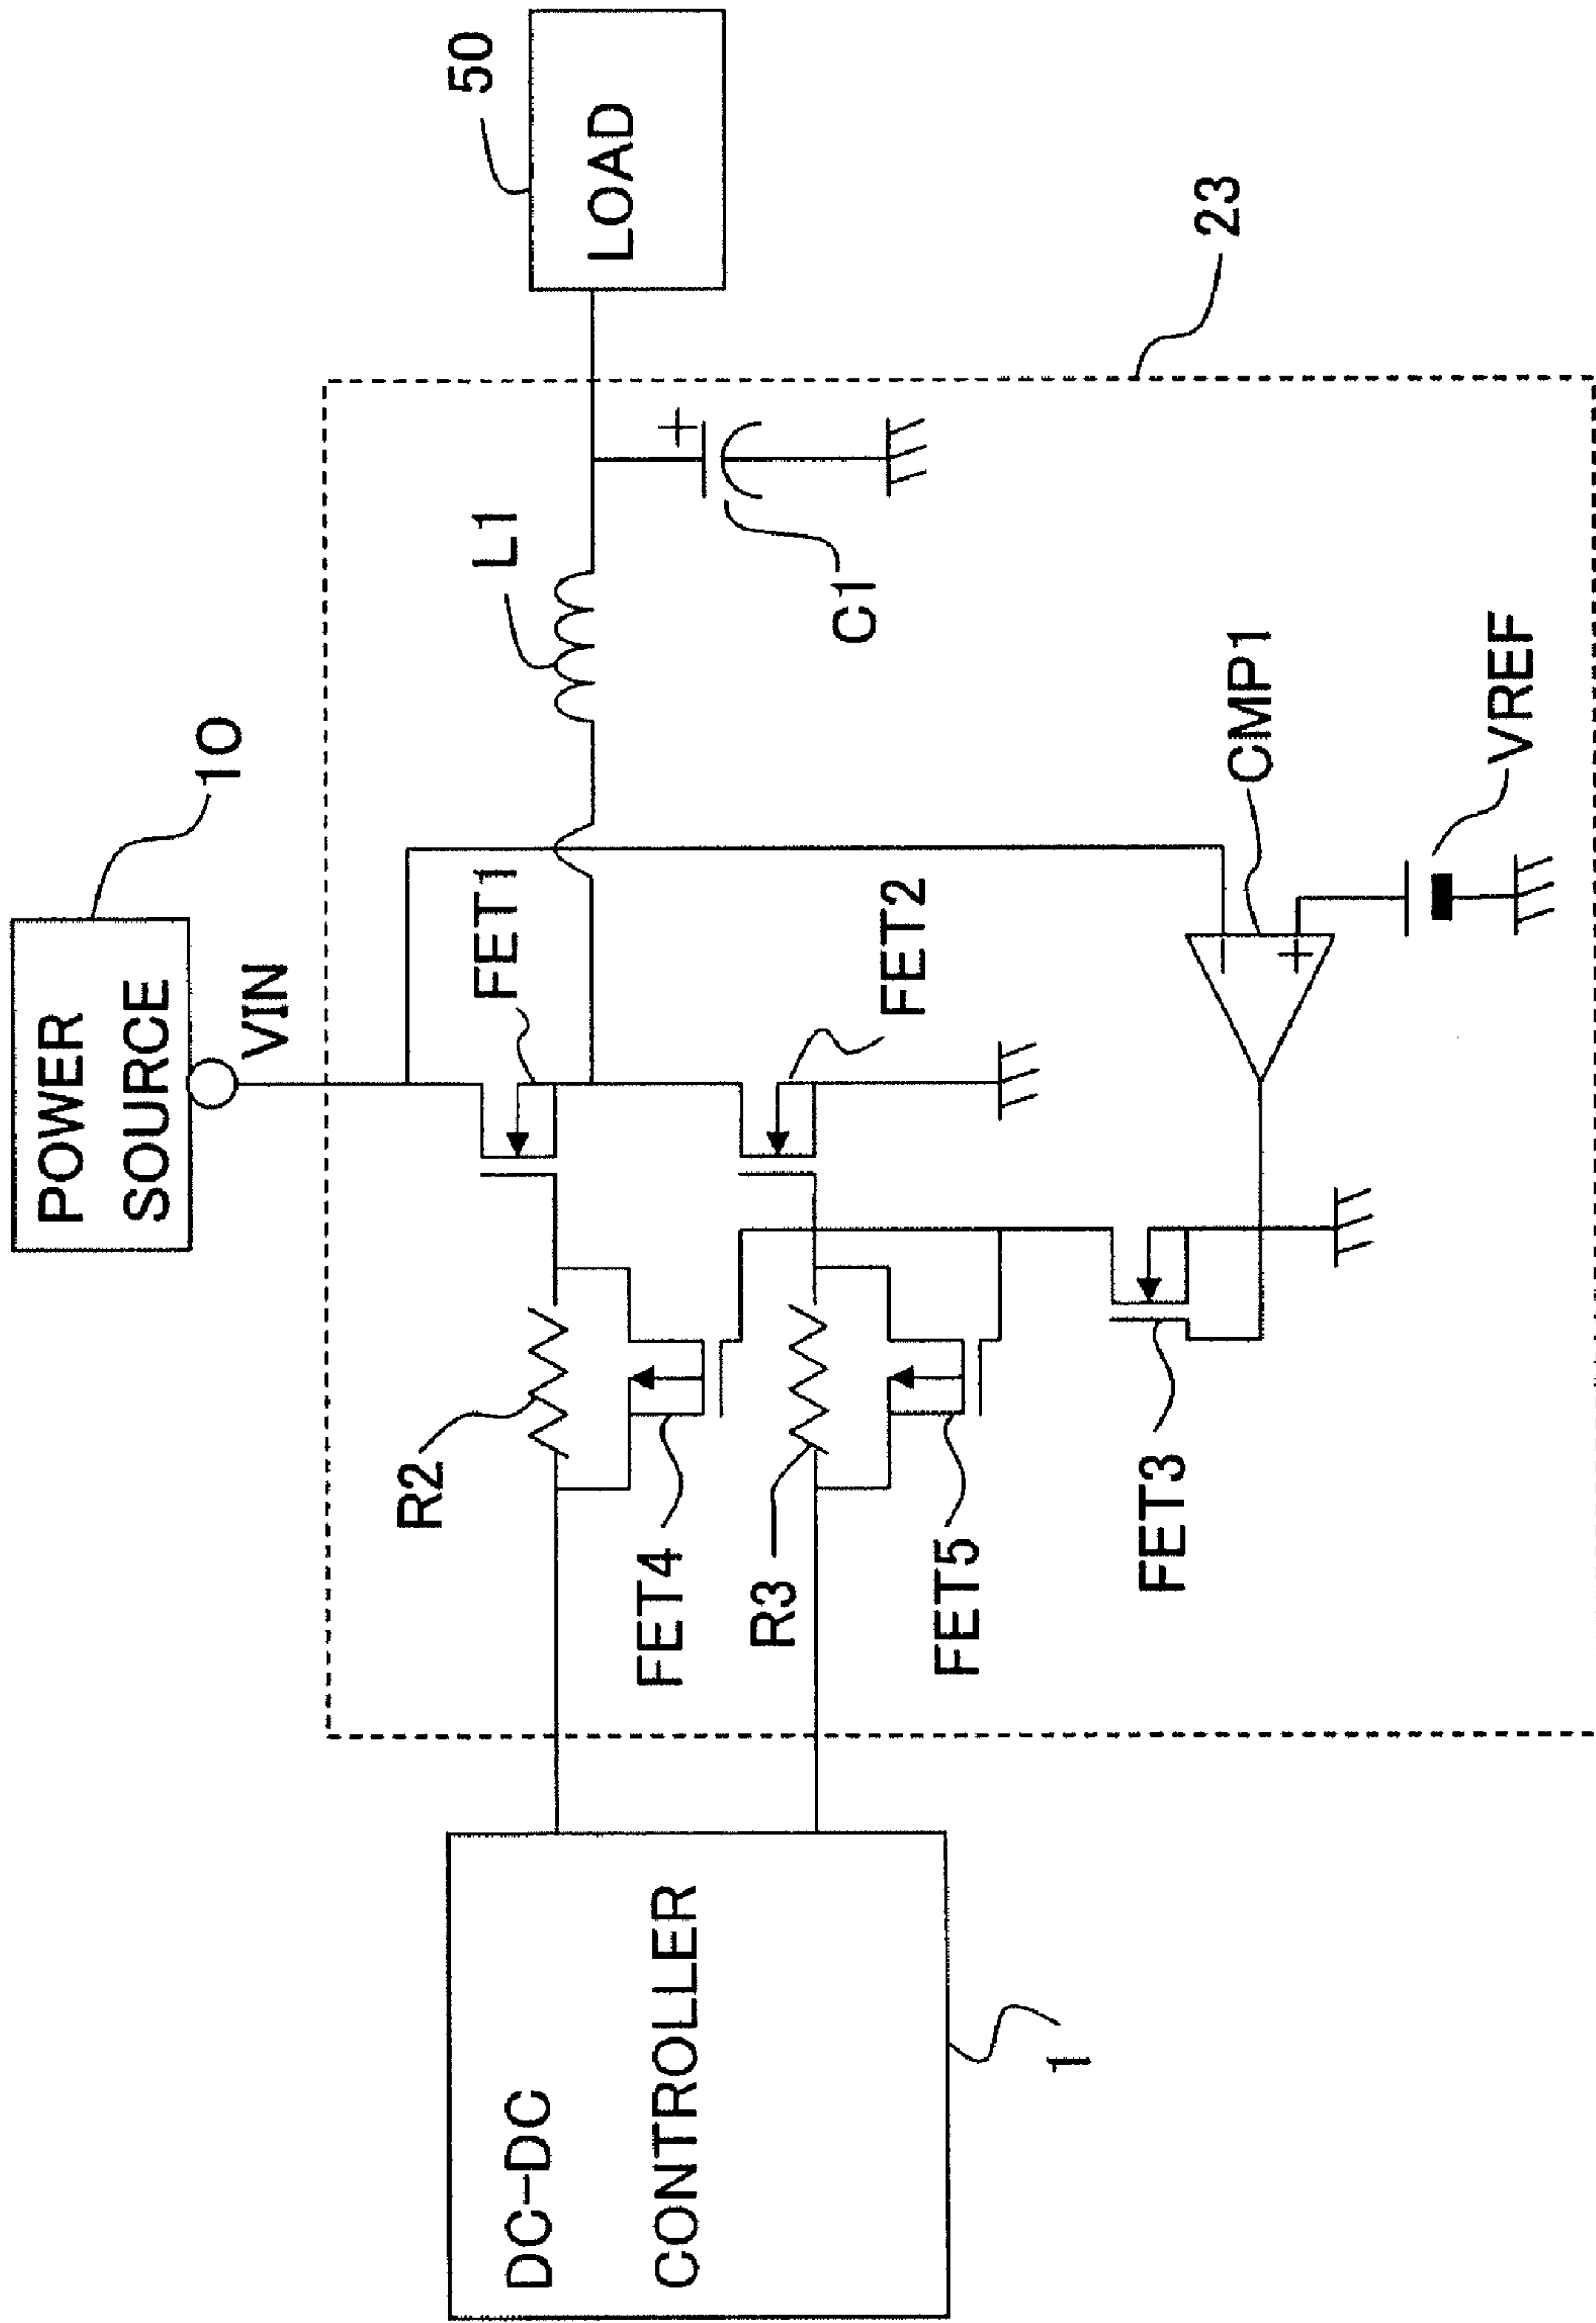 POWER
SOURCE
10
VIN
50
LOAD
L1
FET1
C1
23
R2
FET2
FET4
R3
DC-DC
CONTROLLER
FET5
CMP1
FET3
VREF
1
+
−
+